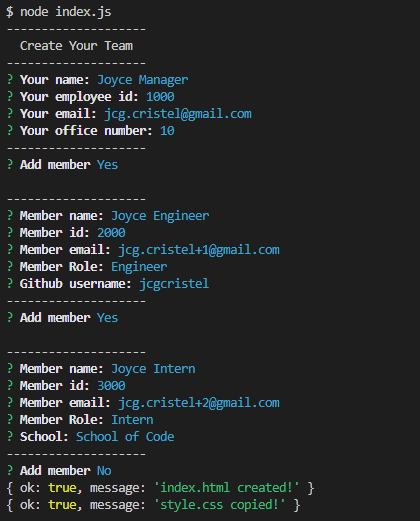 $ node index.js
--------------------
  Create Your Team
--------------------
? Your name: Joyce Manager
? Your employee id: 1000
? Your email: jcg.cristel@gmail.com
? Your office number: 10
--------------------
? Add member Yes

--------------------
? Member name: Joyce Engineer
? Member id: 2000
? Member email: jcg.cristel+1@gmail.com
? Member Role: Engineer
? Github username: jcgcristel
--------------------
? Add member Yes

--------------------
? Member name: Joyce Intern
? Member id: 3000
? Member email: jcg.cristel+2@gmail.com
? Member Role: Intern
? School: School of Code
--------------------
? Add member No
{ ok: true, message: 'index.html created!' }
{ ok: true, message: 'style.css copied!' }